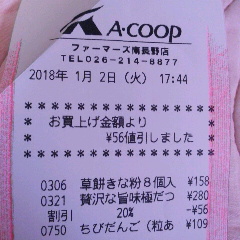 A·COOP
ファーマーズ南長野店
TEL026-214-8877
2018年 1月 2日(火) 17:44
********************
お買上げ金額より
¥56値引しました
********************
0306 草餅きな粉8個入 ¥158
0321 贅沢な旨味極だつ ¥280
割引 20% -¥56
0750 ちびだんご(粒あ ¥109